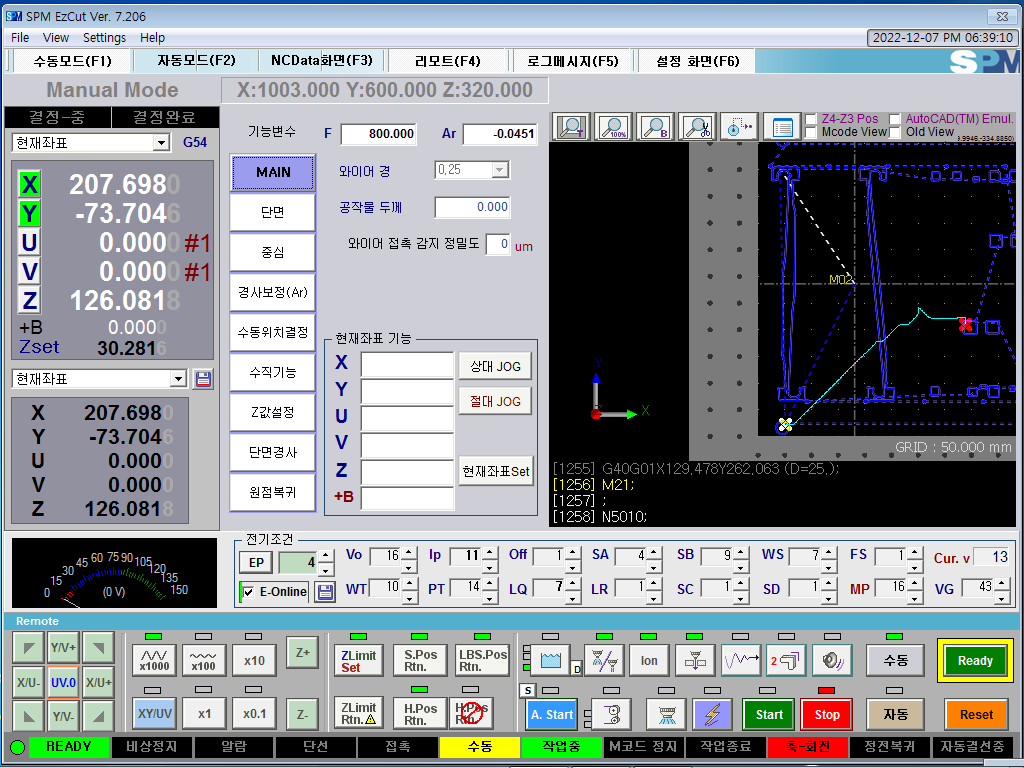 SPM EzCut Ver. 7.206
File View Settings Help
2022-12-07 PM 06:39:10
수동모드(F1) 자동모드(F2) NCData화면(F3) 리모트(F4) 로그메시지(F5) 설정 화면(F6) SPM
Manual Mode
X:1003.000 Y:600.000 Z:320.000
결정-중 결정완료
현재좌표 G54
X 207.6980
Y -73.7046
U 0.0000 #1
V 0.0000 #1
Z 126.0818
+B 0.0000
Zset 30.2816
현재좌표
X 207.6980
Y -73.7046
U 0.0000
V 0.0000
Z 126.0818
기능변수 F 800.000 Ar -0.0451
MAIN
단면
중심
경사보정(Ar)
수동위치결정
수직기능
Z값설정
단면경사
원점복귀
와이어 경 0,25
공작물 두께 0.000
와이어 접촉 감지 정밀도 0 um
현재좌표 기능
X
Y
U
V
Z
+B
상대 JOG
절대 JOG
현재좌표Set
T 100% B
Z4-Z3 Pos AutoCAD(TM) Emul.
Mcode View Old View
M02
Y
X
GRID : 50.000 mm
[1255] G40G01X129,478Y262,063 (D=25,);
[1256] M21;
[1257] ;
[1258] N5010;
0 15 30 45 60 75 90 105 120 135 150
(0 V)
전기조건
EP 4
E-Online
Vo 16 Ip 11 Off 1 SA 4 SB 9 WS 7 FS 1 Cur. v 13
WT 10 PT 14 LQ 7 LR 1 SC 1 SD 1 MP 16 VG 43
Remote
Y/V+
X/U- UV.0 X/U+
Y/V-
x1000 x100 x10 Z+
XY/UV x1 x0.1 Z-
ZLimit Set S.Pos Rtn. LBS.Pos Rtn.
ZLimit Rtn. H.Pos Rtn. H.Pos Rtn.
D Ion 2 수동 Ready
S A. Start Start Stop 자동 Reset
READY 비상정지 알람 단선 접촉 수동 작업중 M코드 정지 작업종료 축-회전 정전복귀 자동결선중